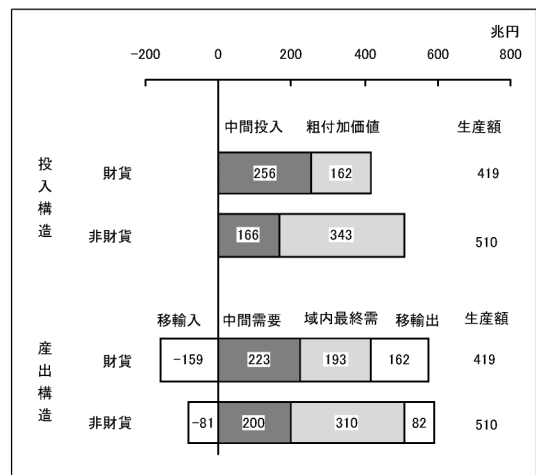 兆円
-200 0 200 400 600 800
中間投入 粗付加価値 生産額
投入構造
財貨 256 162 419
非財貨 166 343 510
移輸入 中間需要 域内最終需 移輸出 生産額
産出構造
財貨 -159 223 193 162 419
非財貨 -81 200 310 82 510